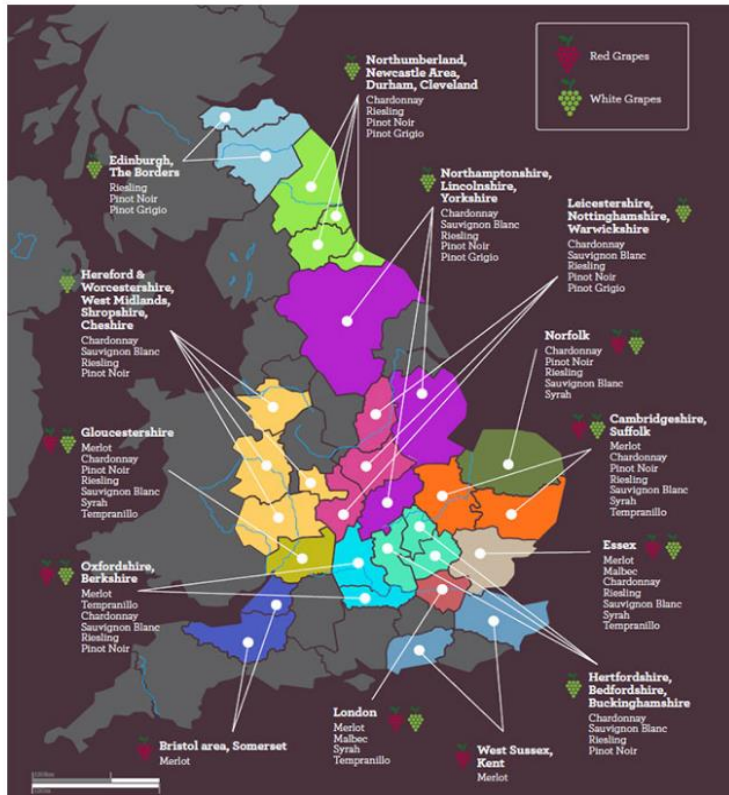 Red Grapes
White Grapes
Northumberland,
Newcastle Area,
Durham, Cleveland
Chardonnay
Riesling
Pinot Noir
Pinot Grigio
Edinburgh,
The Borders
Riesling
Pinot Noir
Pinot Grigio
Northamptonshire,
Lincolnshire,
Yorkshire
Chardonnay
Sauvignon Blanc
Riesling
Pinot Noir
Pinot Grigio
Leicestershire,
Nottinghamshire,
Warwickshire
Chardonnay
Sauvignon Blanc
Riesling
Pinot Noir
Pinot Grigio
Hereford &
Worcestershire,
West Midlands,
Shropshire,
Cheshire
Chardonnay
Sauvignon Blanc
Riesling
Pinot Noir
Norfolk
Chardonnay
Pinot Noir
Riesling
Sauvignon Blanc
Syrah
Gloucestershire
Merlot
Chardonnay
Pinot Noir
Riesling
Sauvignon Blanc
Syrah
Tempranillo
Cambridgeshire,
Suffolk
Merlot
Chardonnay
Pinot Noir
Riesling
Sauvignon Blanc
Syrah
Tempranillo
Oxfordshire,
Berkshire
Merlot
Tempranillo
Chardonnay
Sauvignon Blanc
Riesling
Pinot Noir
Essex
Merlot
Malbec
Chardonnay
Riesling
Sauvignon Blanc
Syrah
Tempranillo
Hertfordshire,
Bedfordshire,
Buckinghamshire
Chardonnay
Sauvignon Blanc
Riesling
Pinot Noir
London
Merlot
Malbec
Syrah
Tempranillo
Bristol area, Somerset
Merlot
West Sussex,
Kent
Merlot